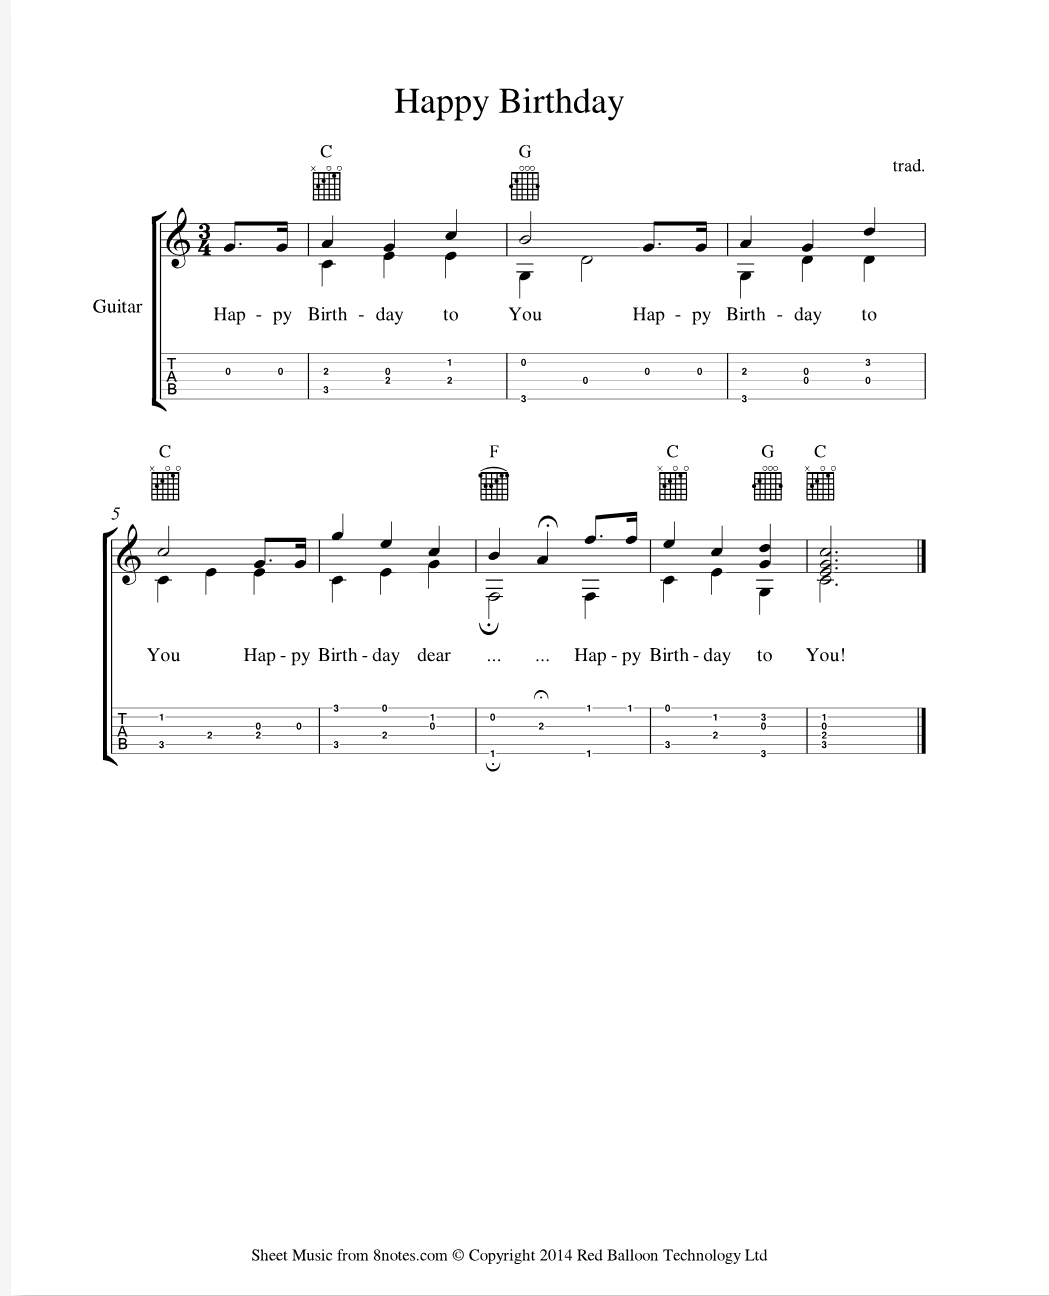 Happy Birthday
C G
trad.
3
4
Guitar
Hap - py Birth - day to You Hap - py Birth - day to
1 0 3
0 0 2 0 0 0 2 0
T
A
B
2 2 0 0 0
3
3 3
C F C G C
5
You Hap - py Birth - day dear ... ... Hap - py Birth - day to You!
3 0 1 1 0
1 1 0 1 3 1
0 0 0 2 0 0
T
A
B
2 2 2 2 2
3 3 3 3
1 1 3
Sheet Music from 8notes.com © Copyright 2014 Red Balloon Technology Ltd